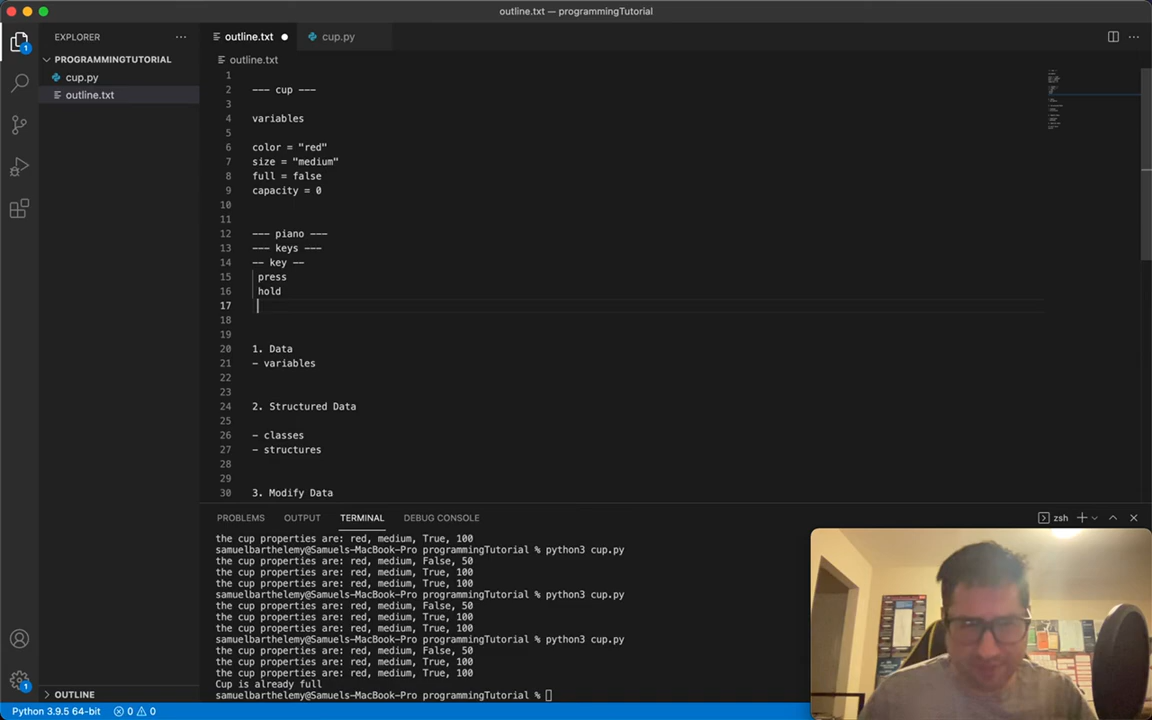 outline.txt — programmingTutorial
EXPLORER
PROGRAMMINGTUTORIAL
cup.py
outline.txt
outline.txt
cup.py
outline.txt
1
2 --- cup ---
3
4 variables
5
6 color = "red"
7 size = "medium"
8 full = false
9 capacity = 0
10
11
12 --- piano ---
13 --- keys ---
14 -- key --
15 press
16 hold
17
18
19
20 1. Data
21 - variables
22
23
24 2. Structured Data
25
26 - classes
27 - structures
28
29
30 3. Modify Data
PROBLEMS OUTPUT TERMINAL DEBUG CONSOLE
zsh
the cup properties are: red, medium, True, 100
samuelbarthelemy@Samuels-MacBook-Pro programmingTutorial % python3 cup.py
the cup properties are: red, medium, False, 50
the cup properties are: red, medium, True, 100
the cup properties are: red, medium, True, 100
samuelbarthelemy@Samuels-MacBook-Pro programmingTutorial % python3 cup.py
the cup properties are: red, medium, False, 50
the cup properties are: red, medium, True, 100
the cup properties are: red, medium, True, 100
samuelbarthelemy@Samuels-MacBook-Pro programmingTutorial % python3 cup.py
the cup properties are: red, medium, False, 50
the cup properties are: red, medium, True, 100
the cup properties are: red, medium, True, 100
Cup is already full
samuelbarthelemy@Samuels-MacBook-Pro programmingTutorial %
1
1
OUTLINE
Python 3.9.5 64-bit
0 0